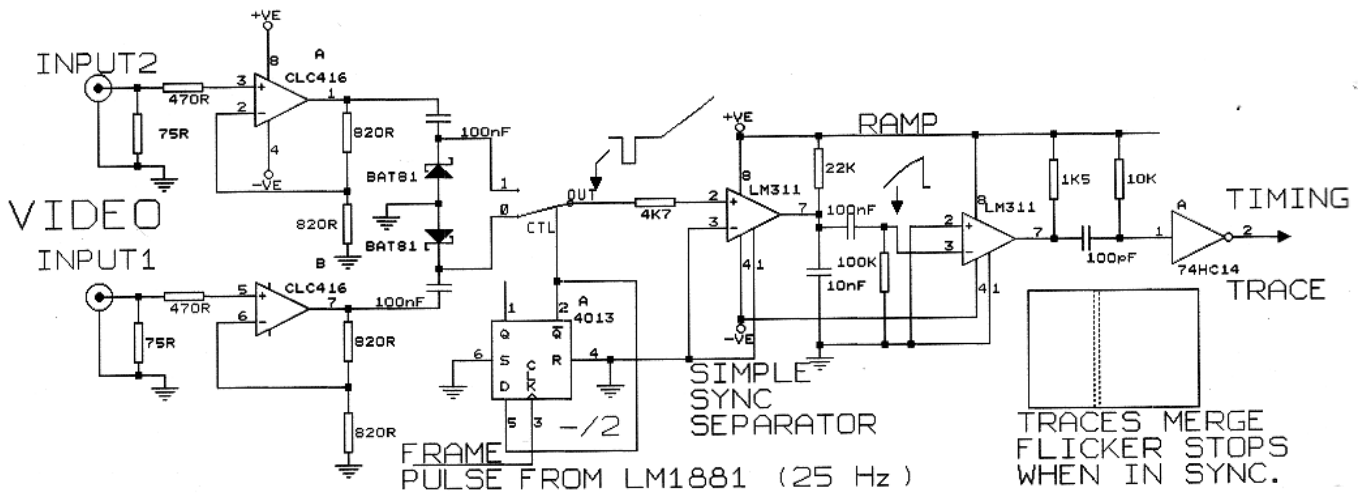 +VE
INPUT2
A
CLC416
8
3
+
1
470R
2
-
75R
820R
4
-VE
100nF
BAT81
VIDEO
820R
BAT81
INPUT1
B
CLC416
5
+
7
470R
6
-
100nF
75R
820R
820R
1
0
OUT
CTL
4K7
1
2
A
4013
Q
Q
6
S
R
4
D
CLK
5
3
-/2
FRAME
PULSE FROM LM1881 (25 Hz)
+VE
RAMP
8
LM311
2
+
7
3
-
4
1
-VE
22K
100nF
100K
10nF
SIMPLE
SYNC
SEPARATOR
8
LM311
2
+
7
3
-
4
1
1K5
10K
100pF
A
1
2
74HC14
TIMING
TRACE
TRACES MERGE
FLICKER STOPS
WHEN IN SYNC.